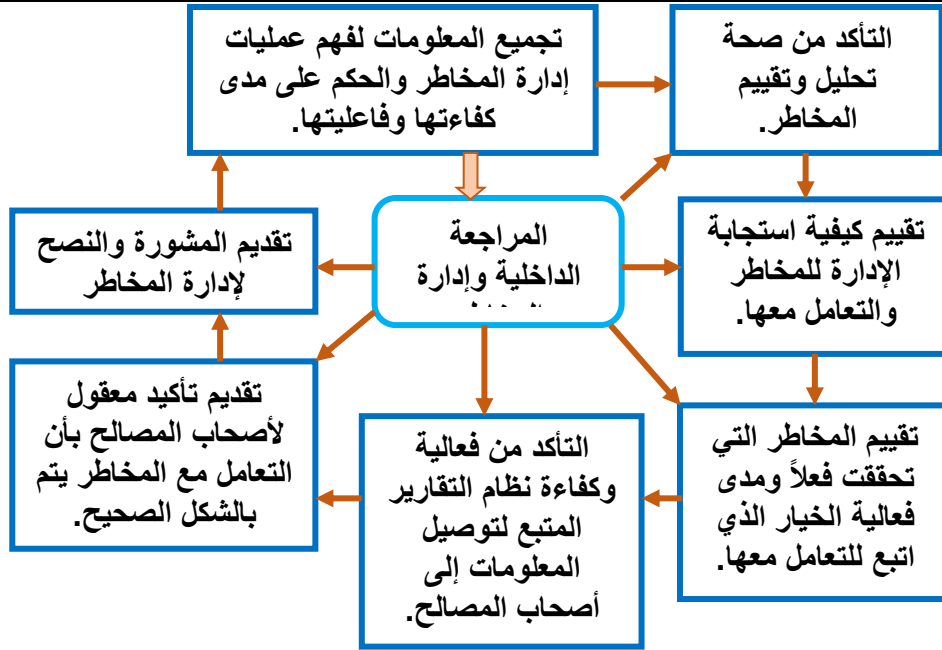 تجميع المعلومات لفهم عمليات
إدارة المخاطر والحكم على مدى
كفاءتها وفاعليتها.
التأكد من صحة
تحليل وتقييم
المخاطر.
تقييم كيفية استجابة
الإدارة للمخاطر
والتعامل معها.
تقييم المخاطر التي
تحققت فعلاً ومدى
فعالية الخيار الذي
اتبع للتعامل معها.
التأكد من فعالية
وكفاءة نظام التقارير
المتبع لتوصيل
المعلومات إلى
أصحاب المصالح.
تقديم تأكيد معقول
لأصحاب المصالح بأن
التعامل مع المخاطر يتم
بالشكل الصحيح.
تقديم المشورة والنصح
لإدارة المخاطر
المراجعة
الداخلية وإدارة